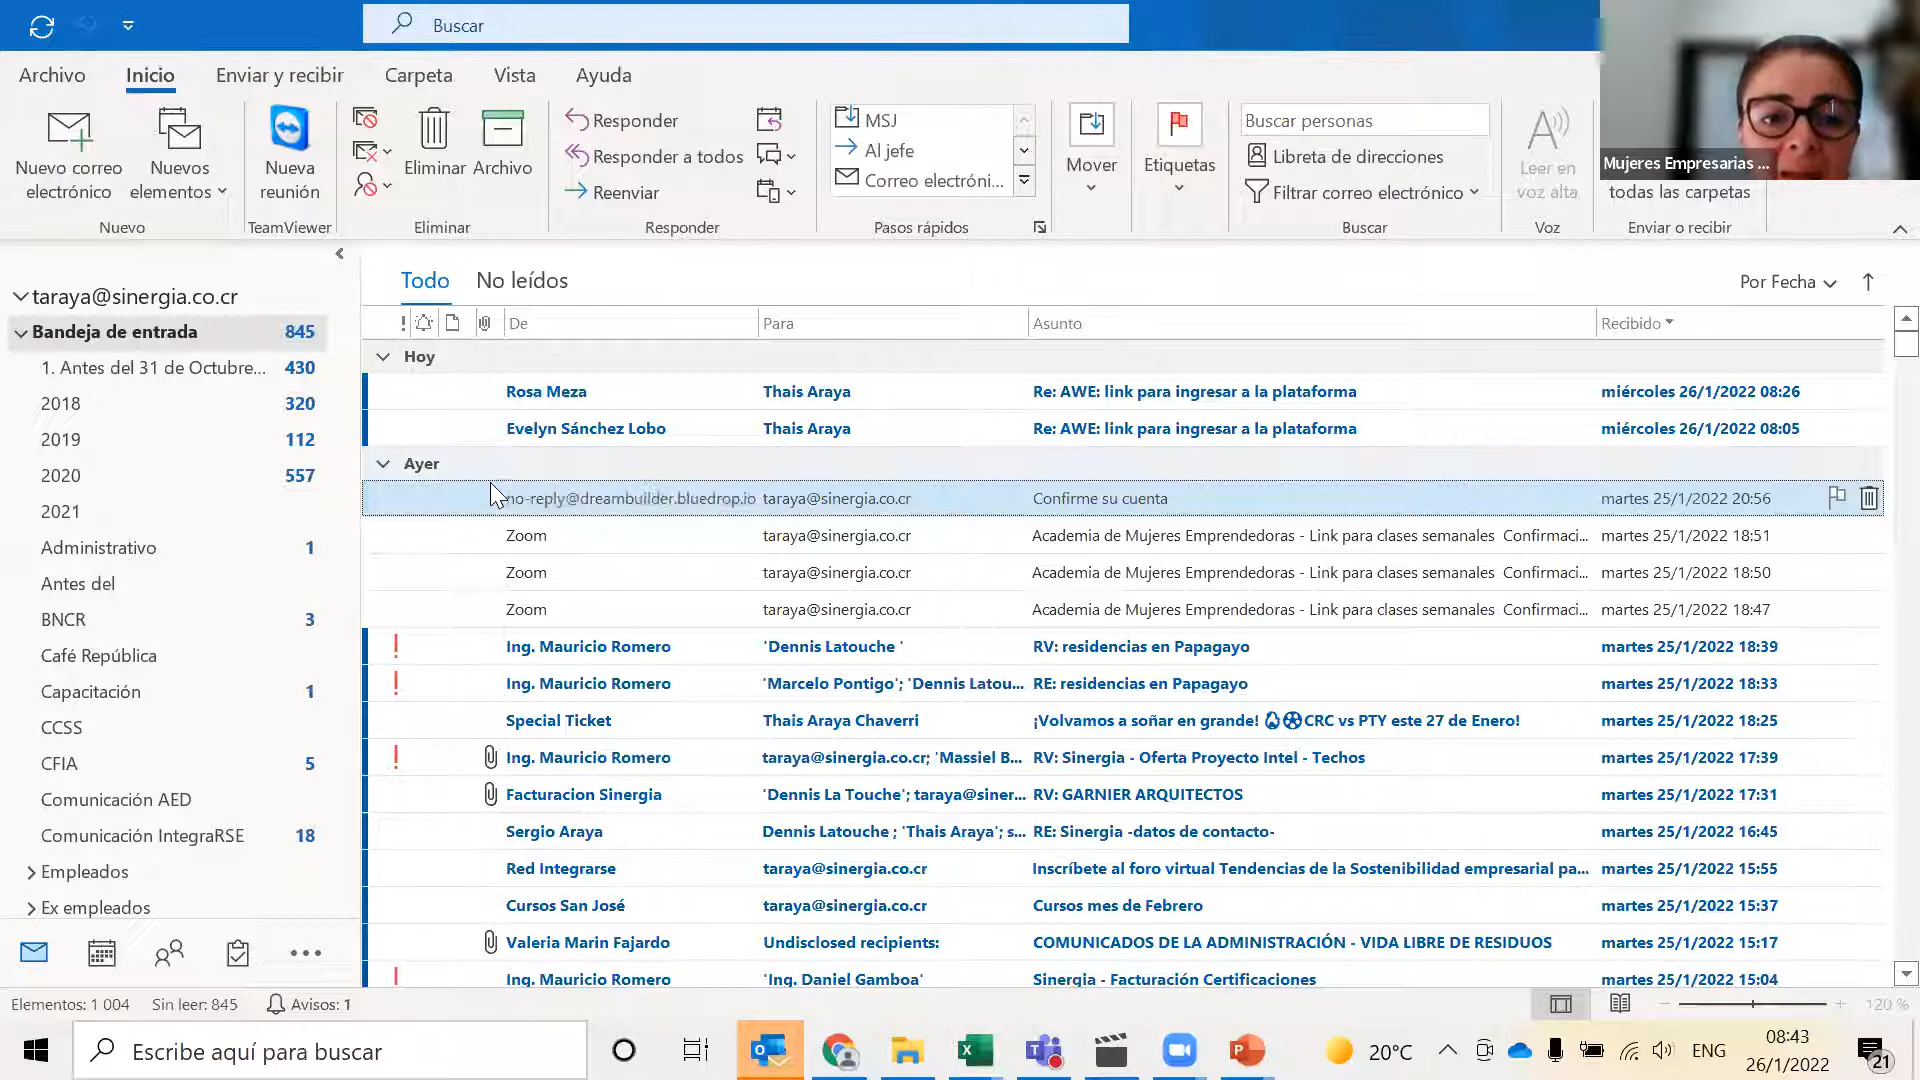 Buscar
Archivo Inicio Enviar y recibir Carpeta Vista Ayuda
Nuevo correo electrónico
Nuevos elementos
Nuevo
Nueva reunión
TeamViewer
Eliminar Archivo
Eliminar
Responder
Responder a todos
Reenviar
Responder
MSJ
Al jefe
Correo electróni...
Pasos rápidos
Mover
Etiquetas
Buscar personas
Libreta de direcciones
Filtrar correo electrónico
Buscar
Leer en voz alta
Voz
Mujeres Empresarias ...
todas las carpetas
Enviar o recibir
taraya@sinergia.co.cr
Bandeja de entrada 845
1. Antes del 31 de Octubre... 430
2018 320
2019 112
2020 557
2021
Administrativo 1
Antes del
BNCR 3
Café República
Capacitación 1
CCSS
CFIA 5
Comunicación AED
Comunicación IntegraRSE 18
Empleados
Ex empleados
Todo No leídos
Por Fecha
De Para Asunto Recibido
Hoy
Rosa Meza Thais Araya Re: AWE: link para ingresar a la plataforma miércoles 26/1/2022 08:26
Evelyn Sánchez Lobo Thais Araya Re: AWE: link para ingresar a la plataforma miércoles 26/1/2022 08:05
Ayer
no-reply@dreambuilder.bluedrop.io taraya@sinergia.co.cr Confirme su cuenta martes 25/1/2022 20:56
Zoom taraya@sinergia.co.cr Academia de Mujeres Emprendedoras - Link para clases semanales Confirmaci... martes 25/1/2022 18:51
Zoom taraya@sinergia.co.cr Academia de Mujeres Emprendedoras - Link para clases semanales Confirmaci... martes 25/1/2022 18:50
Zoom taraya@sinergia.co.cr Academia de Mujeres Emprendedoras - Link para clases semanales Confirmaci... martes 25/1/2022 18:47
Ing. Mauricio Romero 'Dennis Latouche ' RV: residencias en Papagayo martes 25/1/2022 18:39
Ing. Mauricio Romero 'Marcelo Pontigo'; 'Dennis Latou... RE: residencias en Papagayo martes 25/1/2022 18:33
Special Ticket Thais Araya Chaverri ¡Volvamos a soñar en grande! CRC vs PTY este 27 de Enero! martes 25/1/2022 18:25
Ing. Mauricio Romero taraya@sinergia.co.cr; 'Massiel B... RV: Sinergia - Oferta Proyecto Intel - Techos martes 25/1/2022 17:39
Facturacion Sinergia 'Dennis La Touche'; taraya@siner... RV: GARNIER ARQUITECTOS martes 25/1/2022 17:31
Sergio Araya Dennis Latouche ; 'Thais Araya'; s... RE: Sinergia -datos de contacto- martes 25/1/2022 16:45
Red Integrarse taraya@sinergia.co.cr Inscríbete al foro virtual Tendencias de la Sostenibilidad empresarial pa... martes 25/1/2022 15:55
Cursos San José taraya@sinergia.co.cr Cursos mes de Febrero martes 25/1/2022 15:37
Valeria Marin Fajardo Undisclosed recipients: COMUNICADOS DE LA ADMINISTRACIÓN - VIDA LIBRE DE RESIDUOS martes 25/1/2022 15:17
Ing. Mauricio Romero 'Ing. Daniel Gamboa' Sinergia - Facturación Certificaciones martes 25/1/2022 15:04
Elementos: 1 004 Sin leer: 845 Avisos: 1 120 %
Escribe aquí para buscar
20°C
ENG
08:43
26/1/2022
21